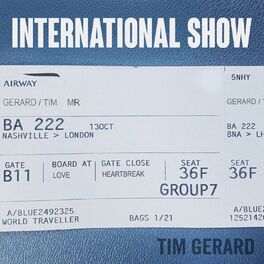 INTERNATIONAL SHOW
AIRWAY 5NHY
GERARD / TIM MR GERARD / T
BA 222 13OCT BA 222
NASHVILLE > LONDON BNA > LH
GATE BOARD AT GATE CLOSE SEAT SEAT
B11 LOVE HEARTBREAK 36F 36F
GROUP7
A/BLUE2492325 A/BLUE
WORLD TRAVELLER BAGS 1/21 1252142
TIM GERARD